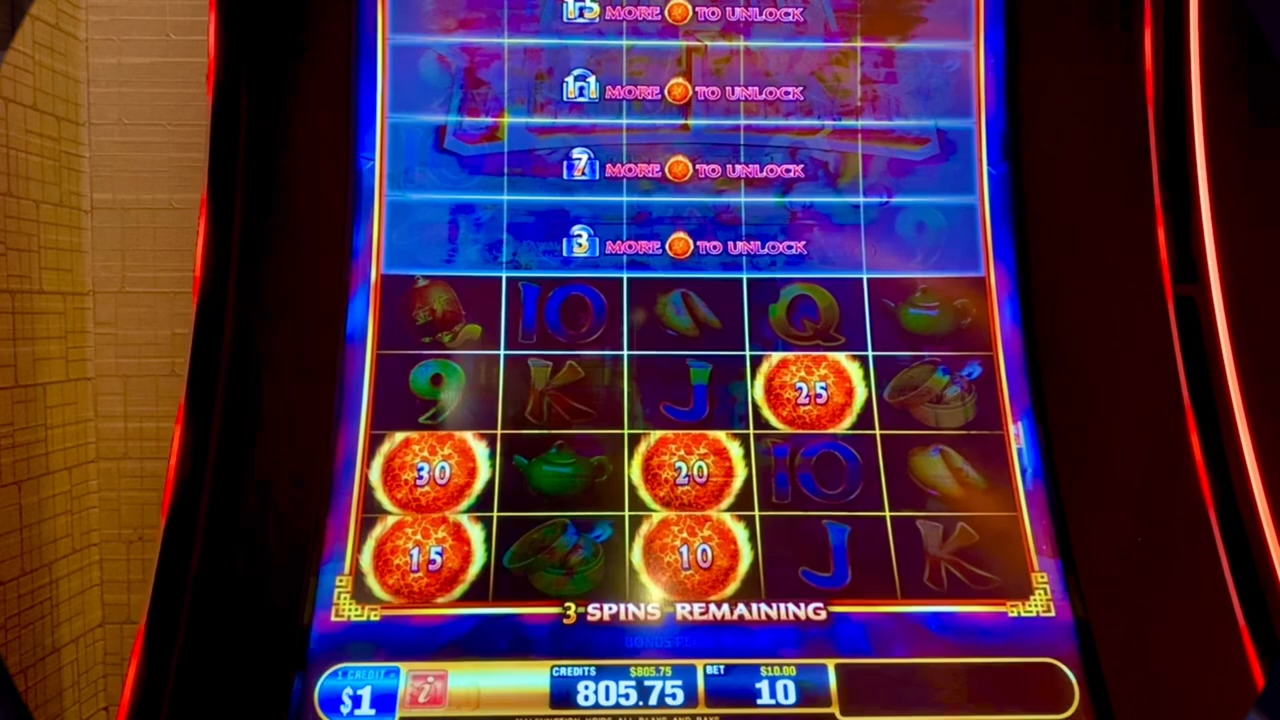 15 MORE TO UNLOCK
11 MORE TO UNLOCK
7 MORE TO UNLOCK
3 MORE TO UNLOCK
10 Q
9 K J 25
30 20 10
15 10 J K
3 SPINS REMAINING
1 CREDIT =
$1
i
CREDITS $805.75
805.75
BET $10.00
10